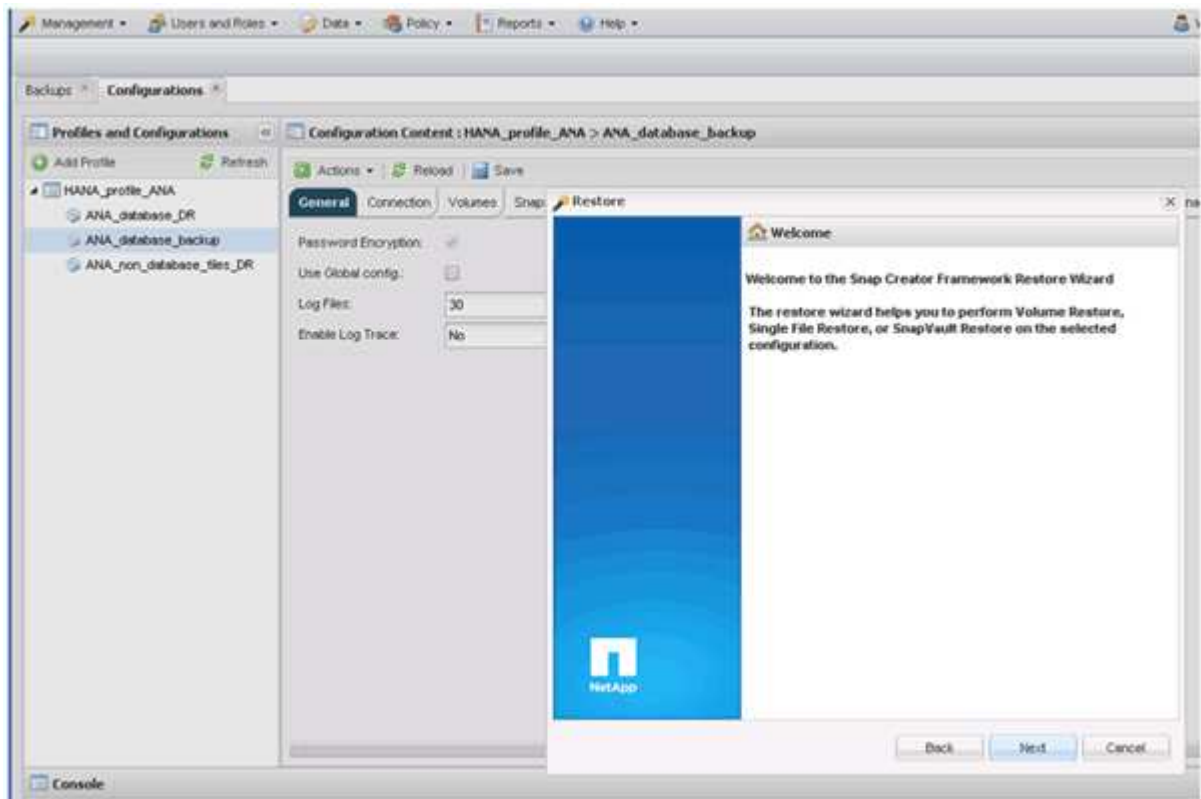 Management Users and Roles Data Policy Reports Help
Backups Configurations
Profiles and Configurations
Configuration Content : HANA_profile_ANA > ANA_database_backup
Add Profile Refresh
Actions Reload Save
HANA_profile_ANA
ANA_database_DR
ANA_database_backup
ANA_non_database_files_DR
General Connection Volumes Snap
Password Encryption:
Use Global config.:
Log Files: 30
Enable Log Trace: No
Restore
Welcome
Welcome to the Snap Creator Framework Restore Wizard
The restore wizard helps you to perform Volume Restore,
Single File Restore, or SnapVault Restore on the selected
configuration.
NetApp
Back Next Cancel
Console